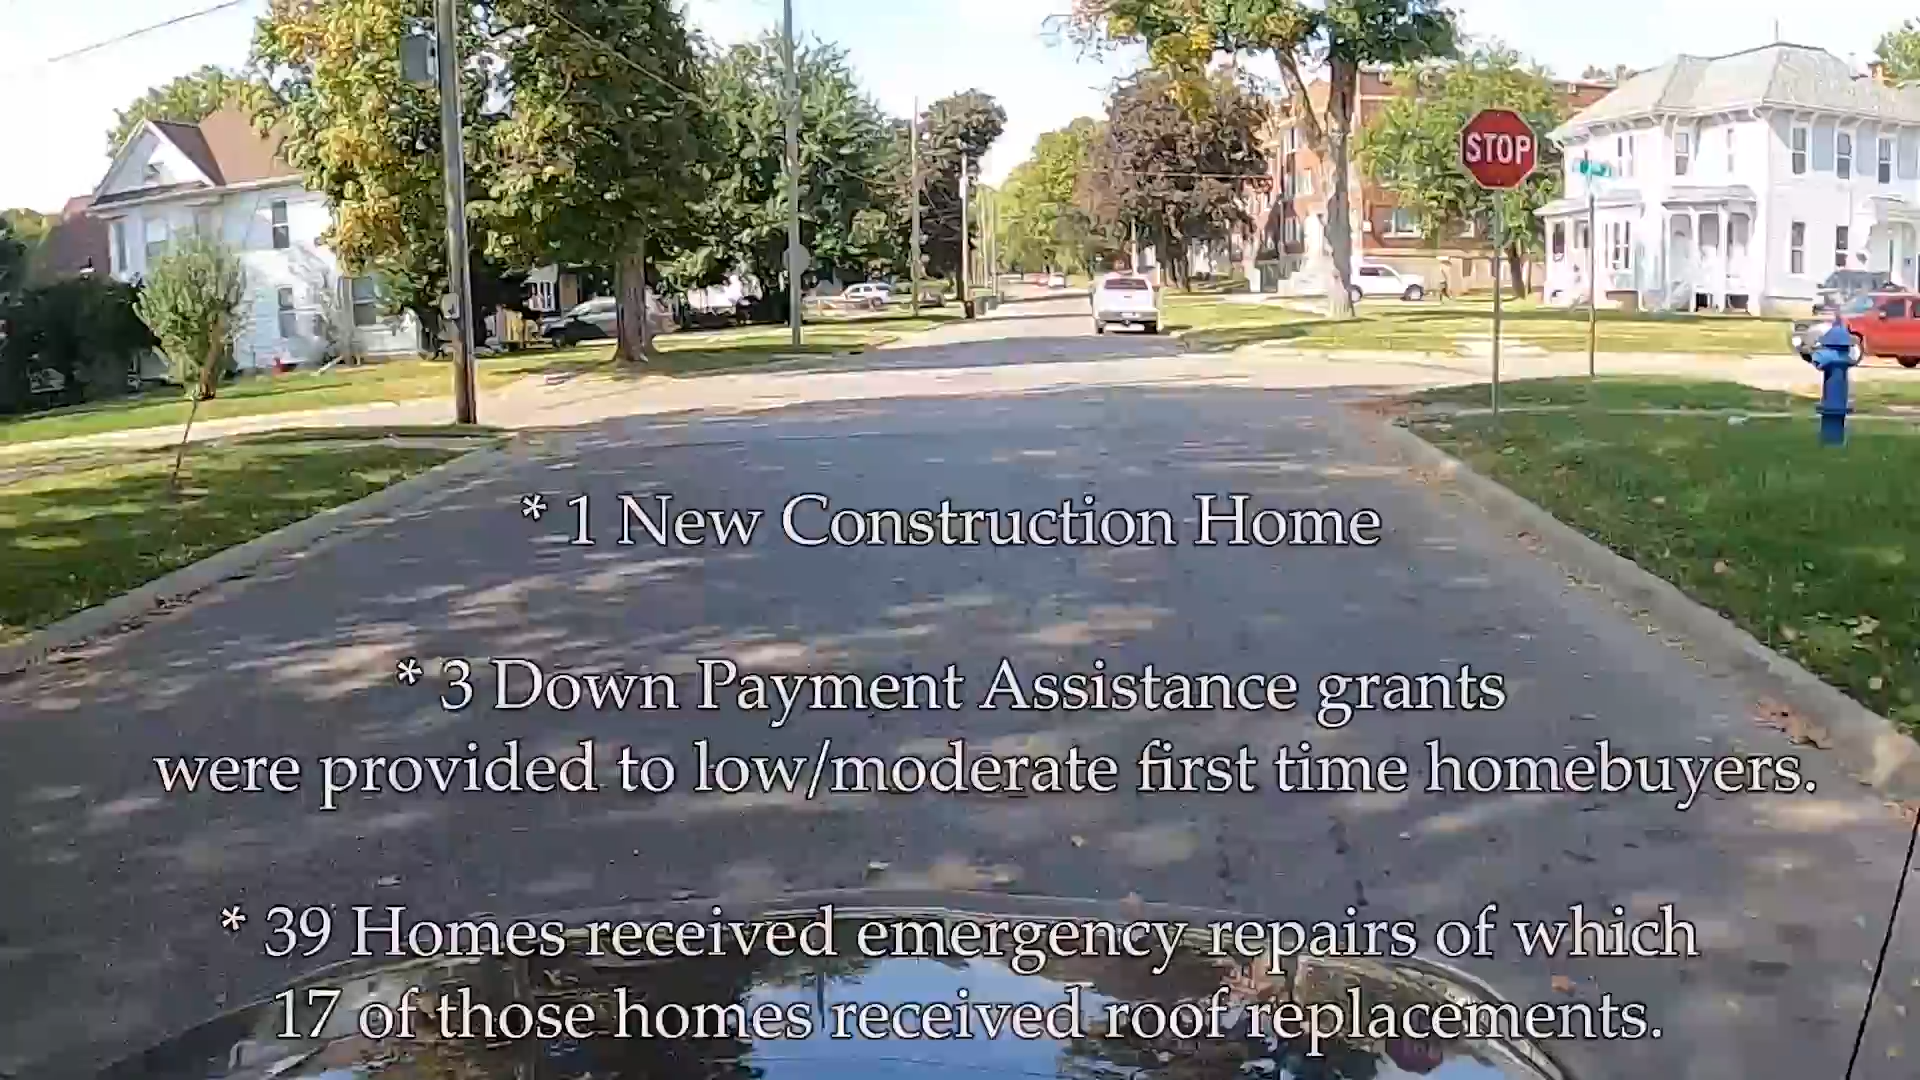 STOP
* 1 New Construction Home
* 3 Down Payment Assistance grants
were provided to low/moderate first time homebuyers.
* 39 Homes received emergency repairs of which
17 of those homes received roof replacements.